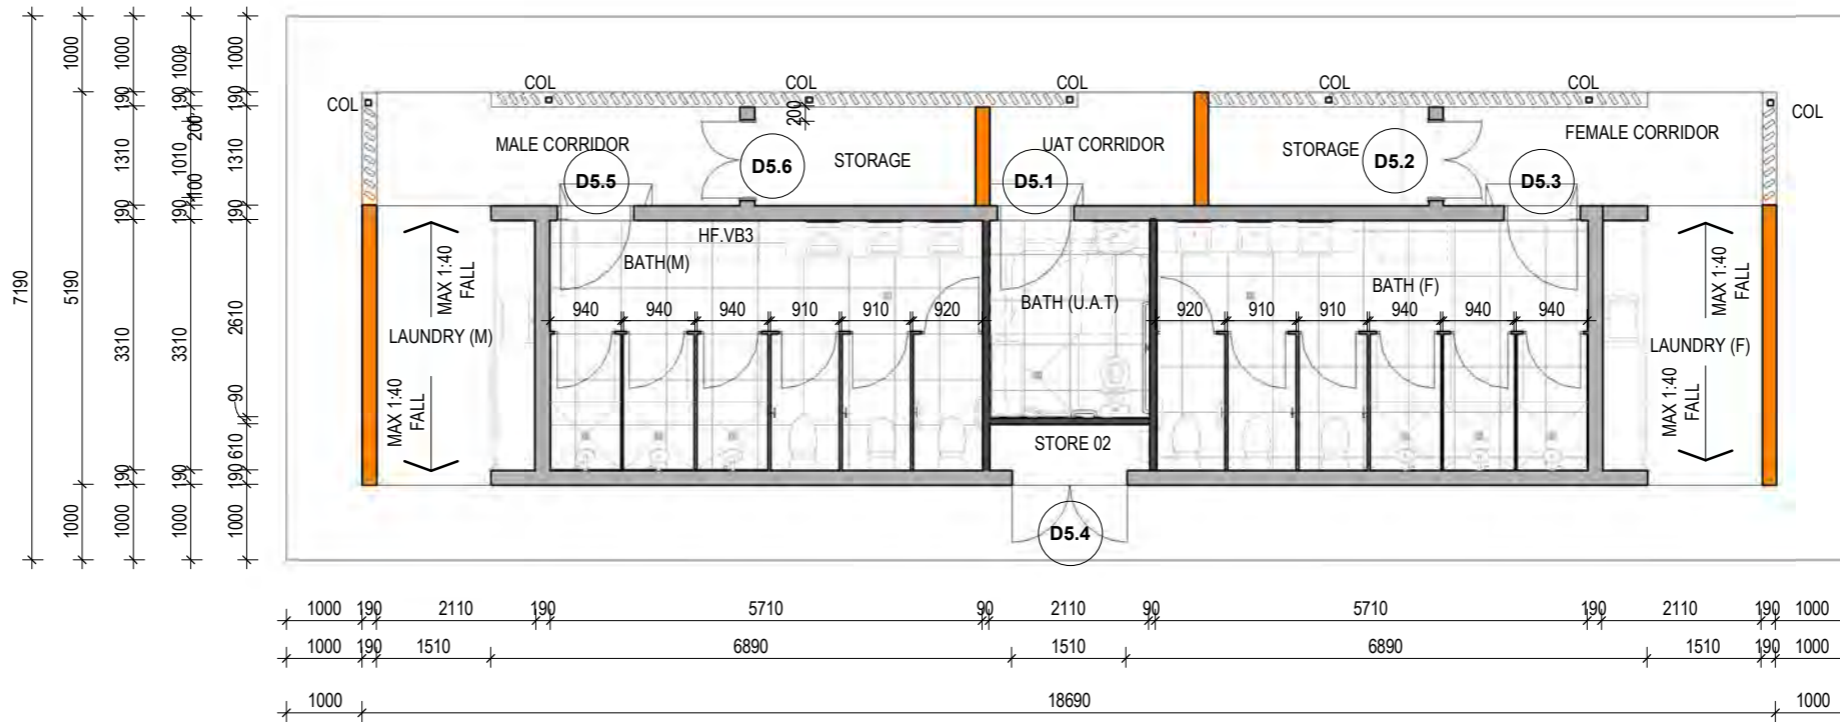 COL
COL
COL
COL
COL
COL
COL
MALE CORRIDOR
STORAGE
UAT CORRIDOR
STORAGE
FEMALE CORRIDOR
D5.5
D5.6
D5.1
D5.2
D5.3
200
HF.VB3
BATH(M)
BATH (U.A.T)
BATH (F)
940
940
940
910
910
920
920
910
910
940
940
940
LAUNDRY (M)
MAX 1:40
FALL
MAX 1:40
FALL
LAUNDRY (F)
MAX 1:40
FALL
MAX 1:40
FALL
STORE 02
D5.4
7190
1000
5190
1000
1000
190
1310
190
3310
190
1000
1000
190
200
1010
100
190
3310
190
1000
1000
190
1310
190
2610
90
610
190
1000
1000 190 2110 190 5710 90 2110 90 5710 190 2110 190 1000
1000 190 1510 6890 1510 6890 1510 190 1000
1000 18690 1000